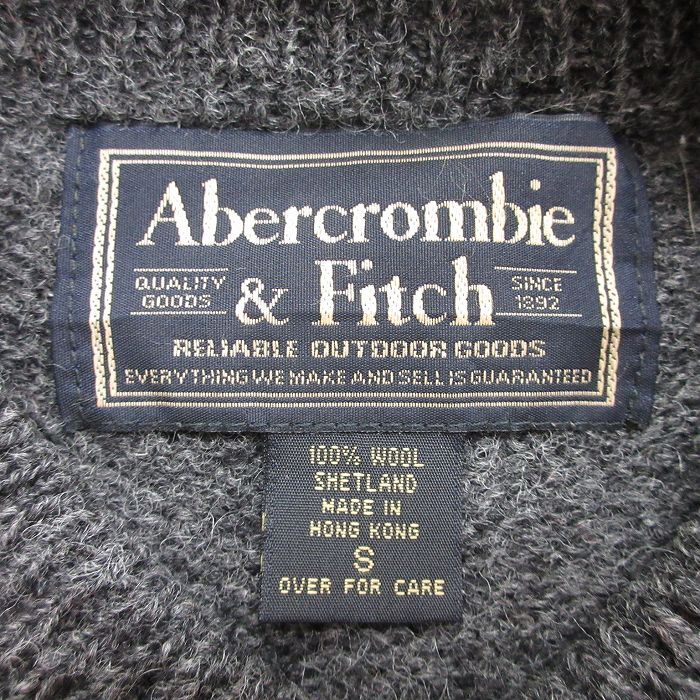 Abercrombie
QUALITY GOODS & Fitch SINCE 1892
RELIABLE OUTDOOR GOODS
EVERYTHING WE MAKE AND SELL IS GUARANTEED
100% WOOL
SHETLAND
MADE IN
HONG KONG
S
OVER FOR CARE